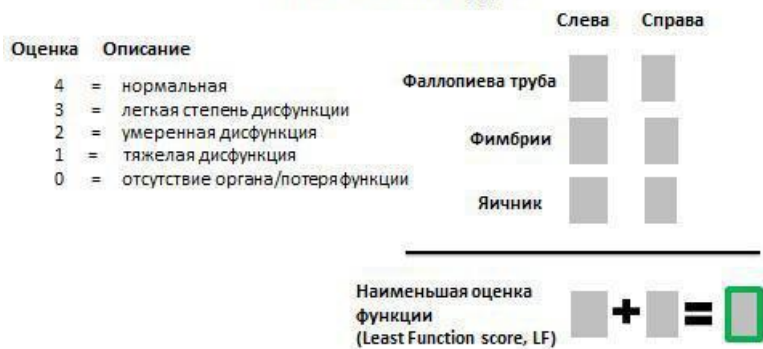 Слева Справа
Оценка Описание
4 = нормальная
3 = легкая степень дисфункции
2 = умеренная дисфункция
1 = тяжелая дисфункция
0 = отсутствие органа/потеря функции
Фаллопиева труба
Фимбрии
Яичник
Наименьшая оценка
функции
(Least Function score, LF)
+ =